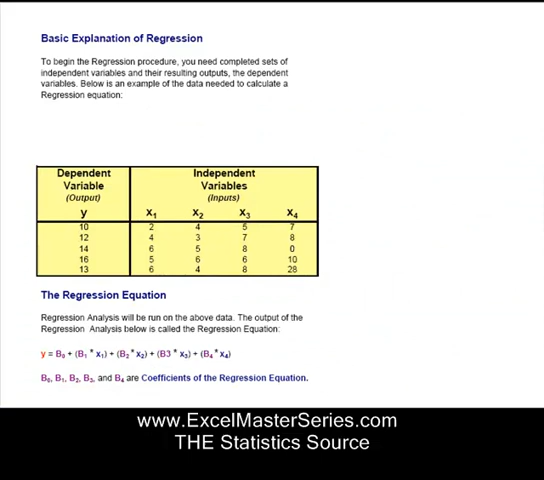 Basic Explanation of Regression
To begin the Regression procedure, you need completed sets of
independent variables and their resulting outputs, the dependent
variables. Below is an example of the data needed to calculate a
Regression equation:
Dependent Independent
Variable Variables
(Output) (Inputs)
y x₁ x₂ x₃ x₄
10 2 4 5 7
12 4 3 7 8
14 6 5 8 0
16 5 6 6 10
13 6 4 8 28
The Regression Equation
Regression Analysis will be run on the above data. The output of the
Regression Analysis below is called the Regression Equation:
y = B₀ + (B₁ * x₁) + (B₂ * x₂) + (B3 * x₃) + (B₄ * x₄)
B₀, B₁, B₂, B₃, and B₄ are Coefficients of the Regression Equation.
www.ExcelMasterSeries.com
THE Statistics Source